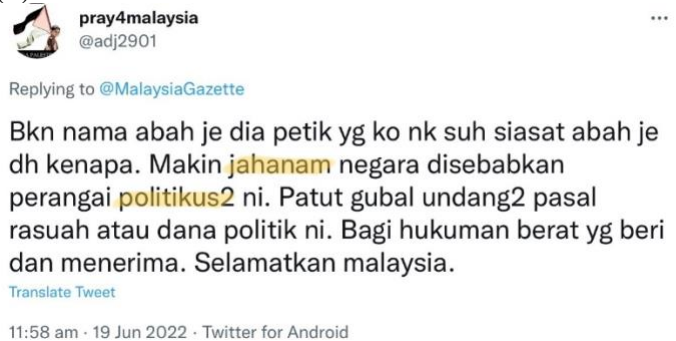 pray4malaysia
@adj2901
Replying to @MalaysiaGazette
Bkn nama abah je dia petik yg ko nk suh siasat abah je
dh kenapa. Makin jahanam negara disebabkan
perangai politikus2 ni. Patut gubal undang2 pasal
rasuah atau dana politik ni. Bagi hukuman berat yg beri
dan menerima. Selamatkan malaysia.
Translate Tweet
11:58 am · 19 Jun 2022 · Twitter for Android